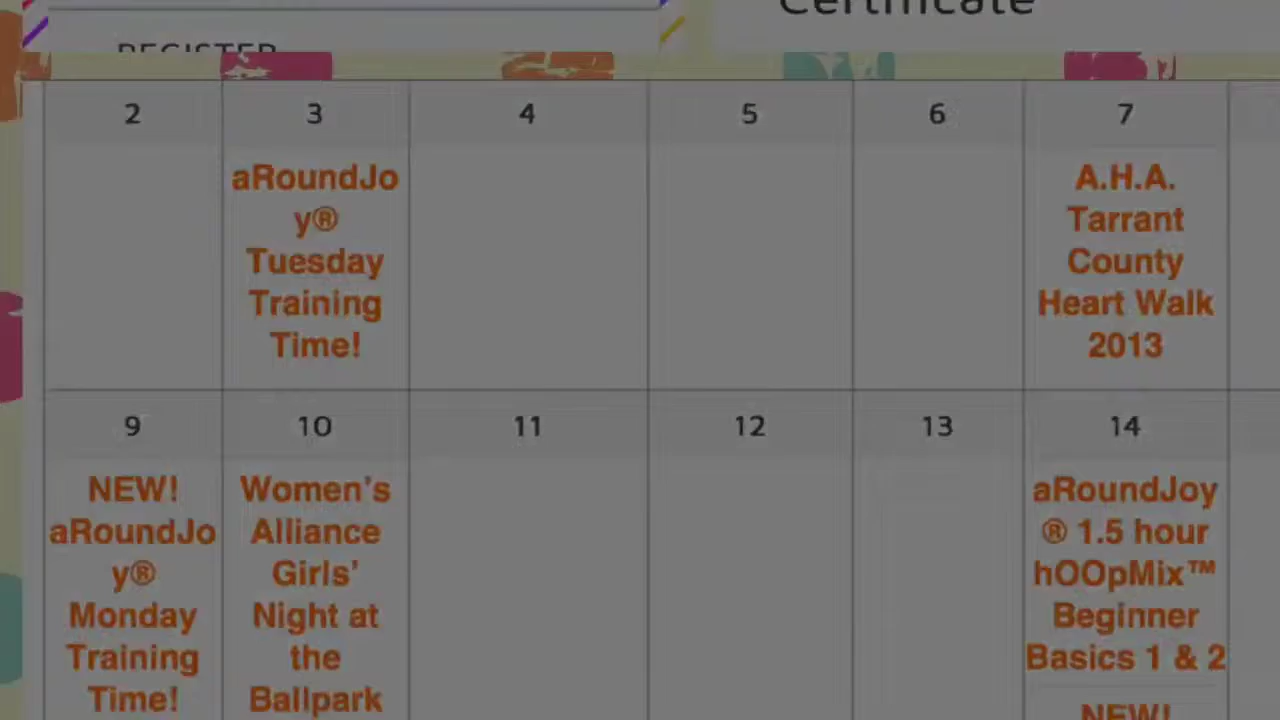 Certificate
REGISTER
2 3 4 5 6 7
aRoundJo
y®
Tuesday
Training
Time!
A.H.A.
Tarrant
County
Heart Walk
2013
9 10 11 12 13 14
NEW!
aRoundJo
y®
Monday
Training
Time!
Women's
Alliance
Girls'
Night at
the
Ballpark
aRoundJoy
® 1.5 hour
hOOpMix™
Beginner
Basics 1 & 2
NEW!